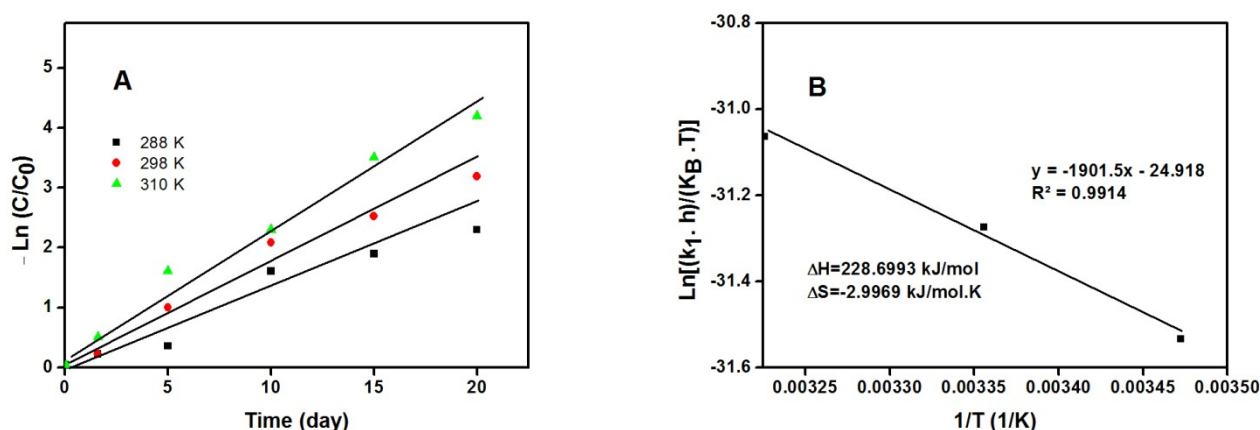 A
288 K
298 K
310 K
5
4
3
2
1
0
− Ln (C/C0)
0 5 10 15 20
Time (day)
B
-30.8
-31.0
-31.2
-31.4
-31.6
Ln[(k1. h)/(KB.T)]
y = -1901.5x - 24.918
R² = 0.9914
ΔH=228.6993 kJ/mol
ΔS=-2.9969 kJ/mol.K
0.00325 0.00330 0.00335 0.00340 0.00345 0.00350
1/T (1/K)